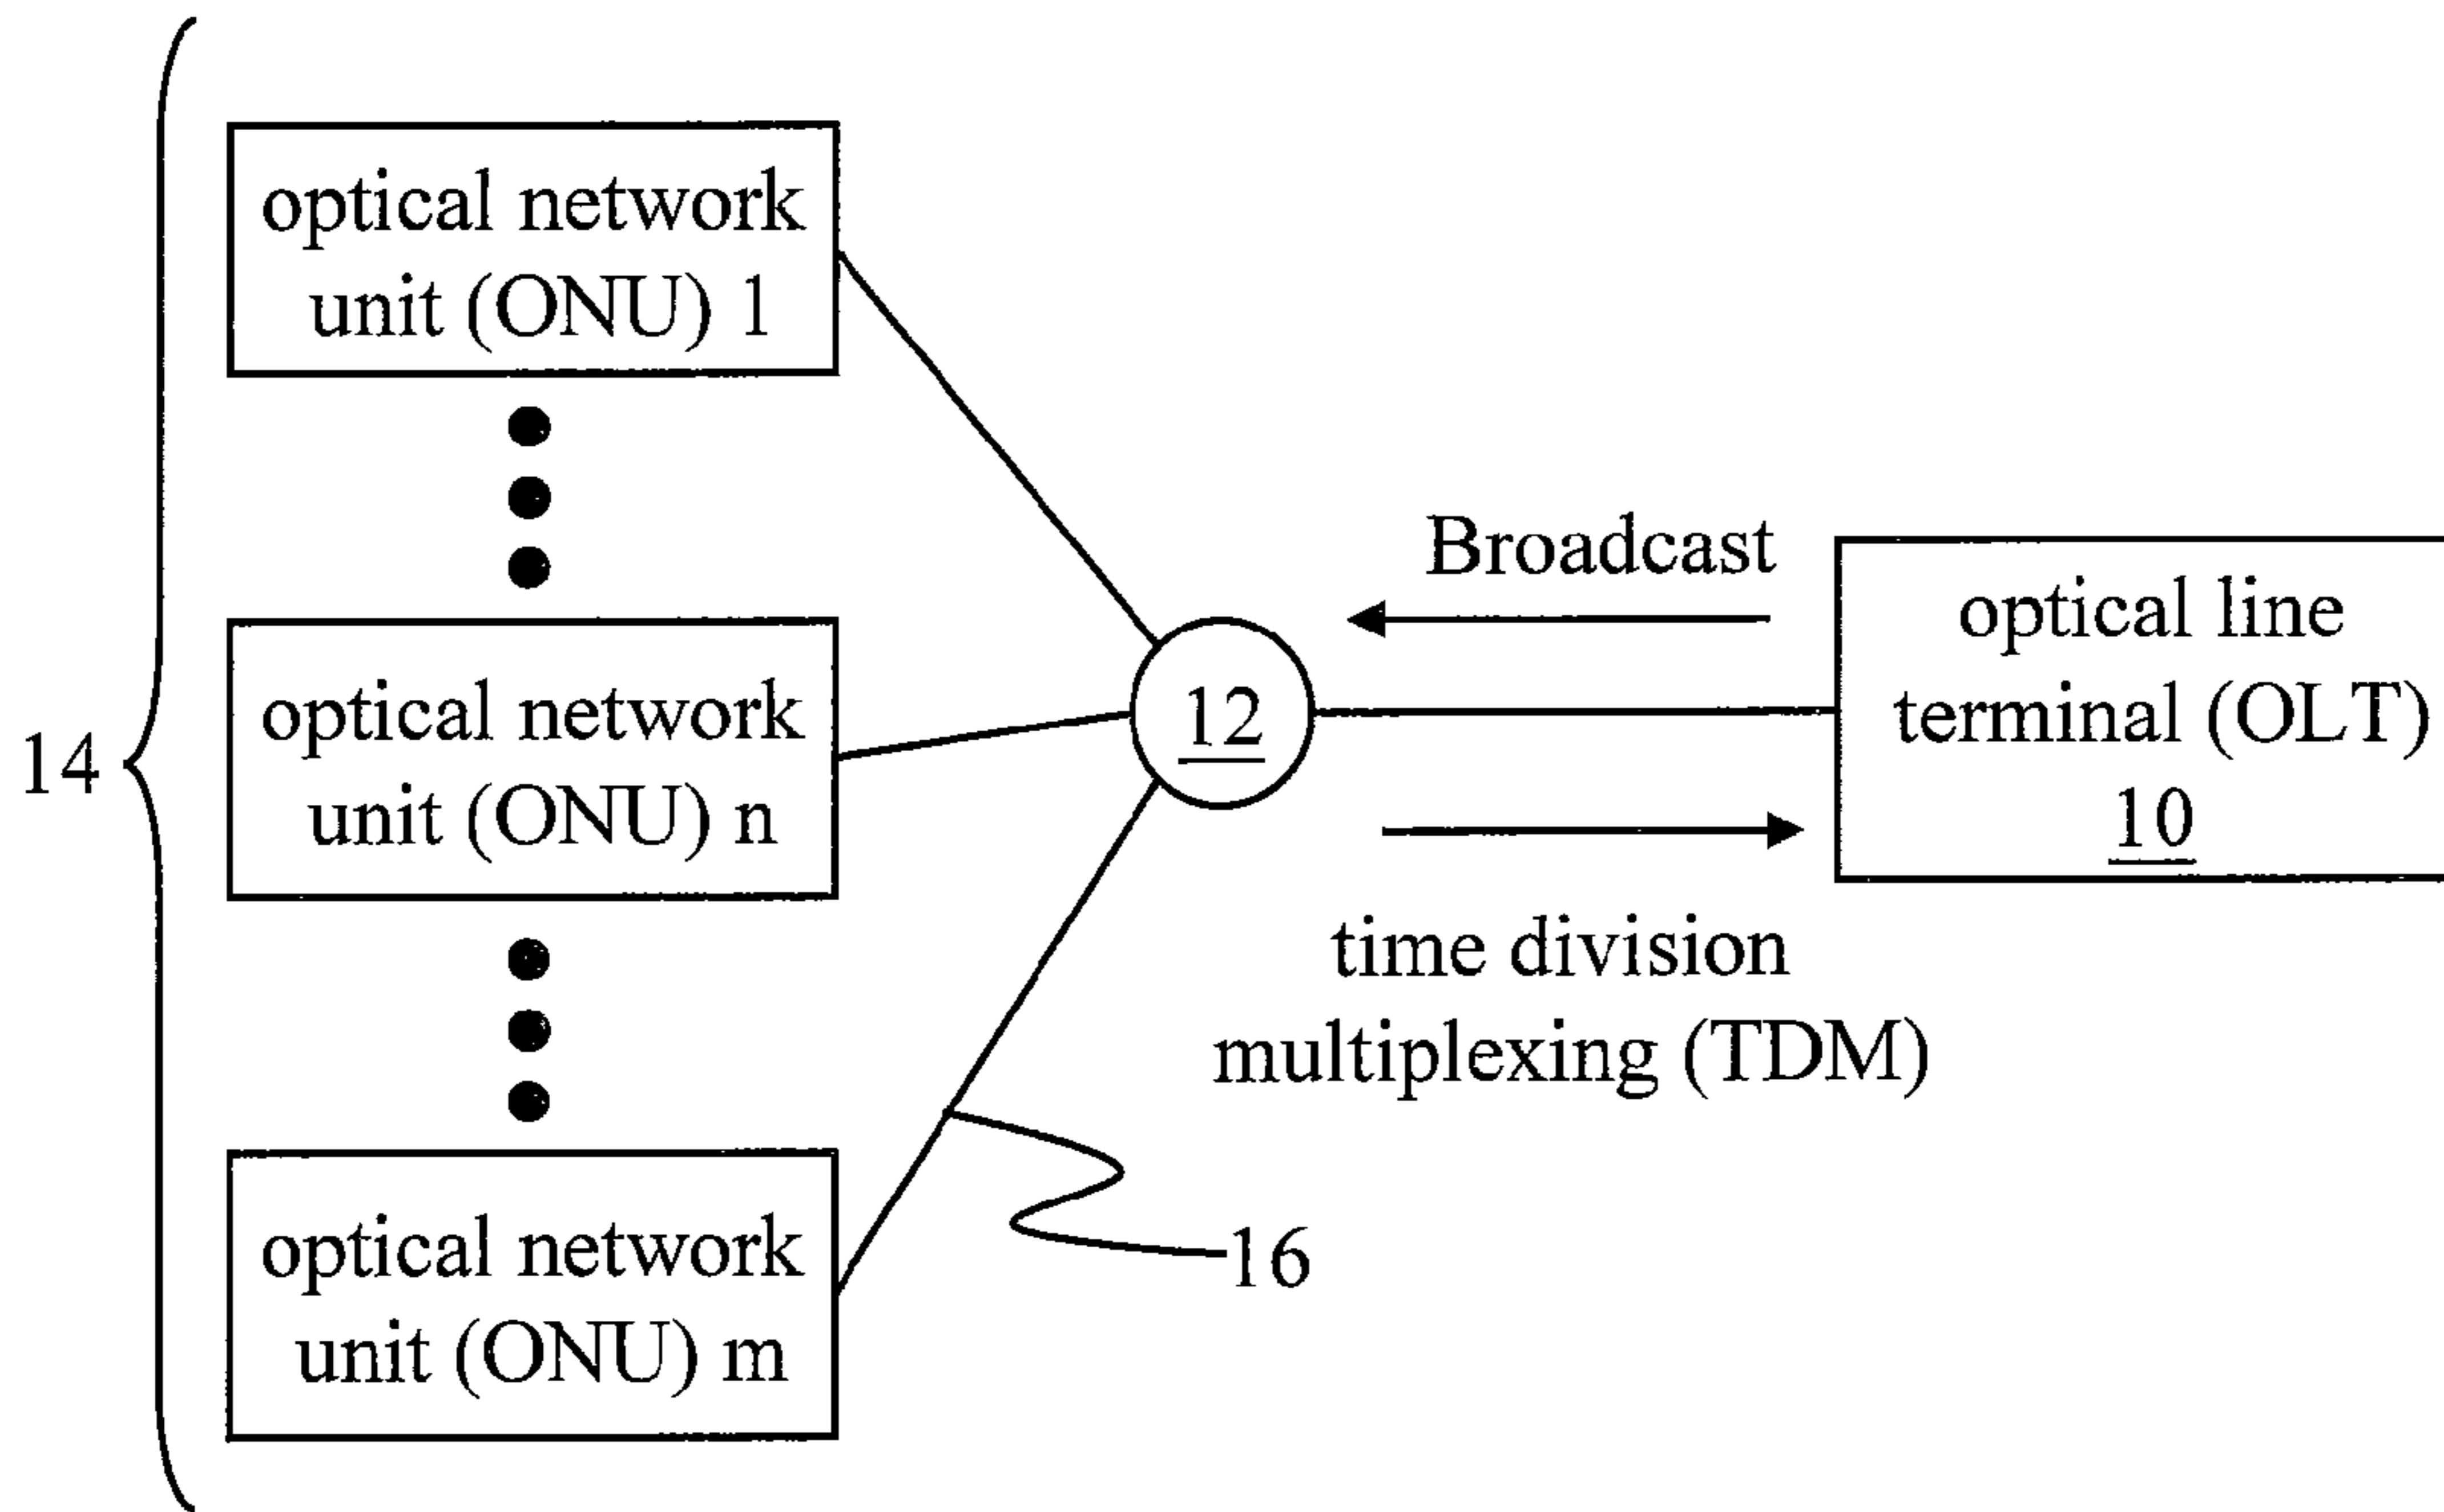 optical network
unit (ONU) 1
14
optical network
unit (ONU) n
optical network
unit (ONU) m
12
Broadcast
time division
multiplexing (TDM)
16
optical line
terminal (OLT)
10